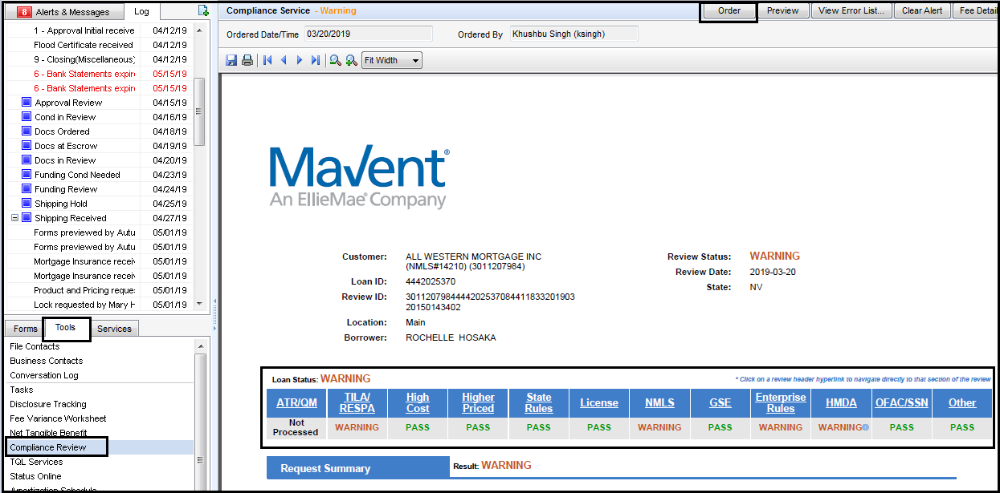 8 Alerts & Messages Log
1 - Approval Initial receive 04/12/19
Flood Certificate received 04/12/19
9 - Closing(Miscellaneous) 04/12/19
6 - Bank Statements expir 05/15/19
6 - Bank Statements expir 05/15/19
Approval Review 04/15/19
Cond in Review 04/16/19
Docs Ordered 04/18/19
Docs at Escrow 04/19/19
Docs in Review 04/20/19
Funding Cond Needed 04/23/19
Funding Review 04/24/19
Shipping Hold 04/25/19
Shipping Received 04/27/19
Forms previewed by Autu 05/01/19
Forms previewed by Autu 05/01/19
Mortgage Insurance recei 05/01/19
Mortgage Insurance recei 05/01/19
Product and Pricing reque 05/01/19
Lock requested by Mary H 05/01/19
Forms Tools Services
File Contacts
Business Contacts
Conversation Log
Tasks
Disclosure Tracking
Fee Variance Worksheet
Net Tangible Benefit
Compliance Review
TQL Services
Status Online
Amortization Schedule
Compliance Service - Warning
Order Preview View Error List... Clear Alert Fee Detail
Ordered Date/Time 03/20/2019 Ordered By Khushbu Singh (ksingh)
Fit Width
Mavent®
An EllieMae® Company
Customer: ALL WESTERN MORTGAGE INC
(NMLS#14210) (3011207984)
Loan ID: 4442025370
Review ID: 301120798444420253708441183320​1903
20150143402
Location: Main
Borrower: ROCHELLE HOSAKA
Review Status: WARNING
Review Date: 2019-03-20
State: NV
Loan Status: WARNING
* Click on a review header hyperlink to navigate directly to that section of the review
ATR/QM TILA/ RESPA High Cost Higher Priced State Rules License NMLS GSE Enterprise Rules HMDA OFAC/SSN Other
Not Processed WARNING PASS PASS PASS PASS WARNING PASS WARNING WARNING PASS PASS
Request Summary Result: WARNING